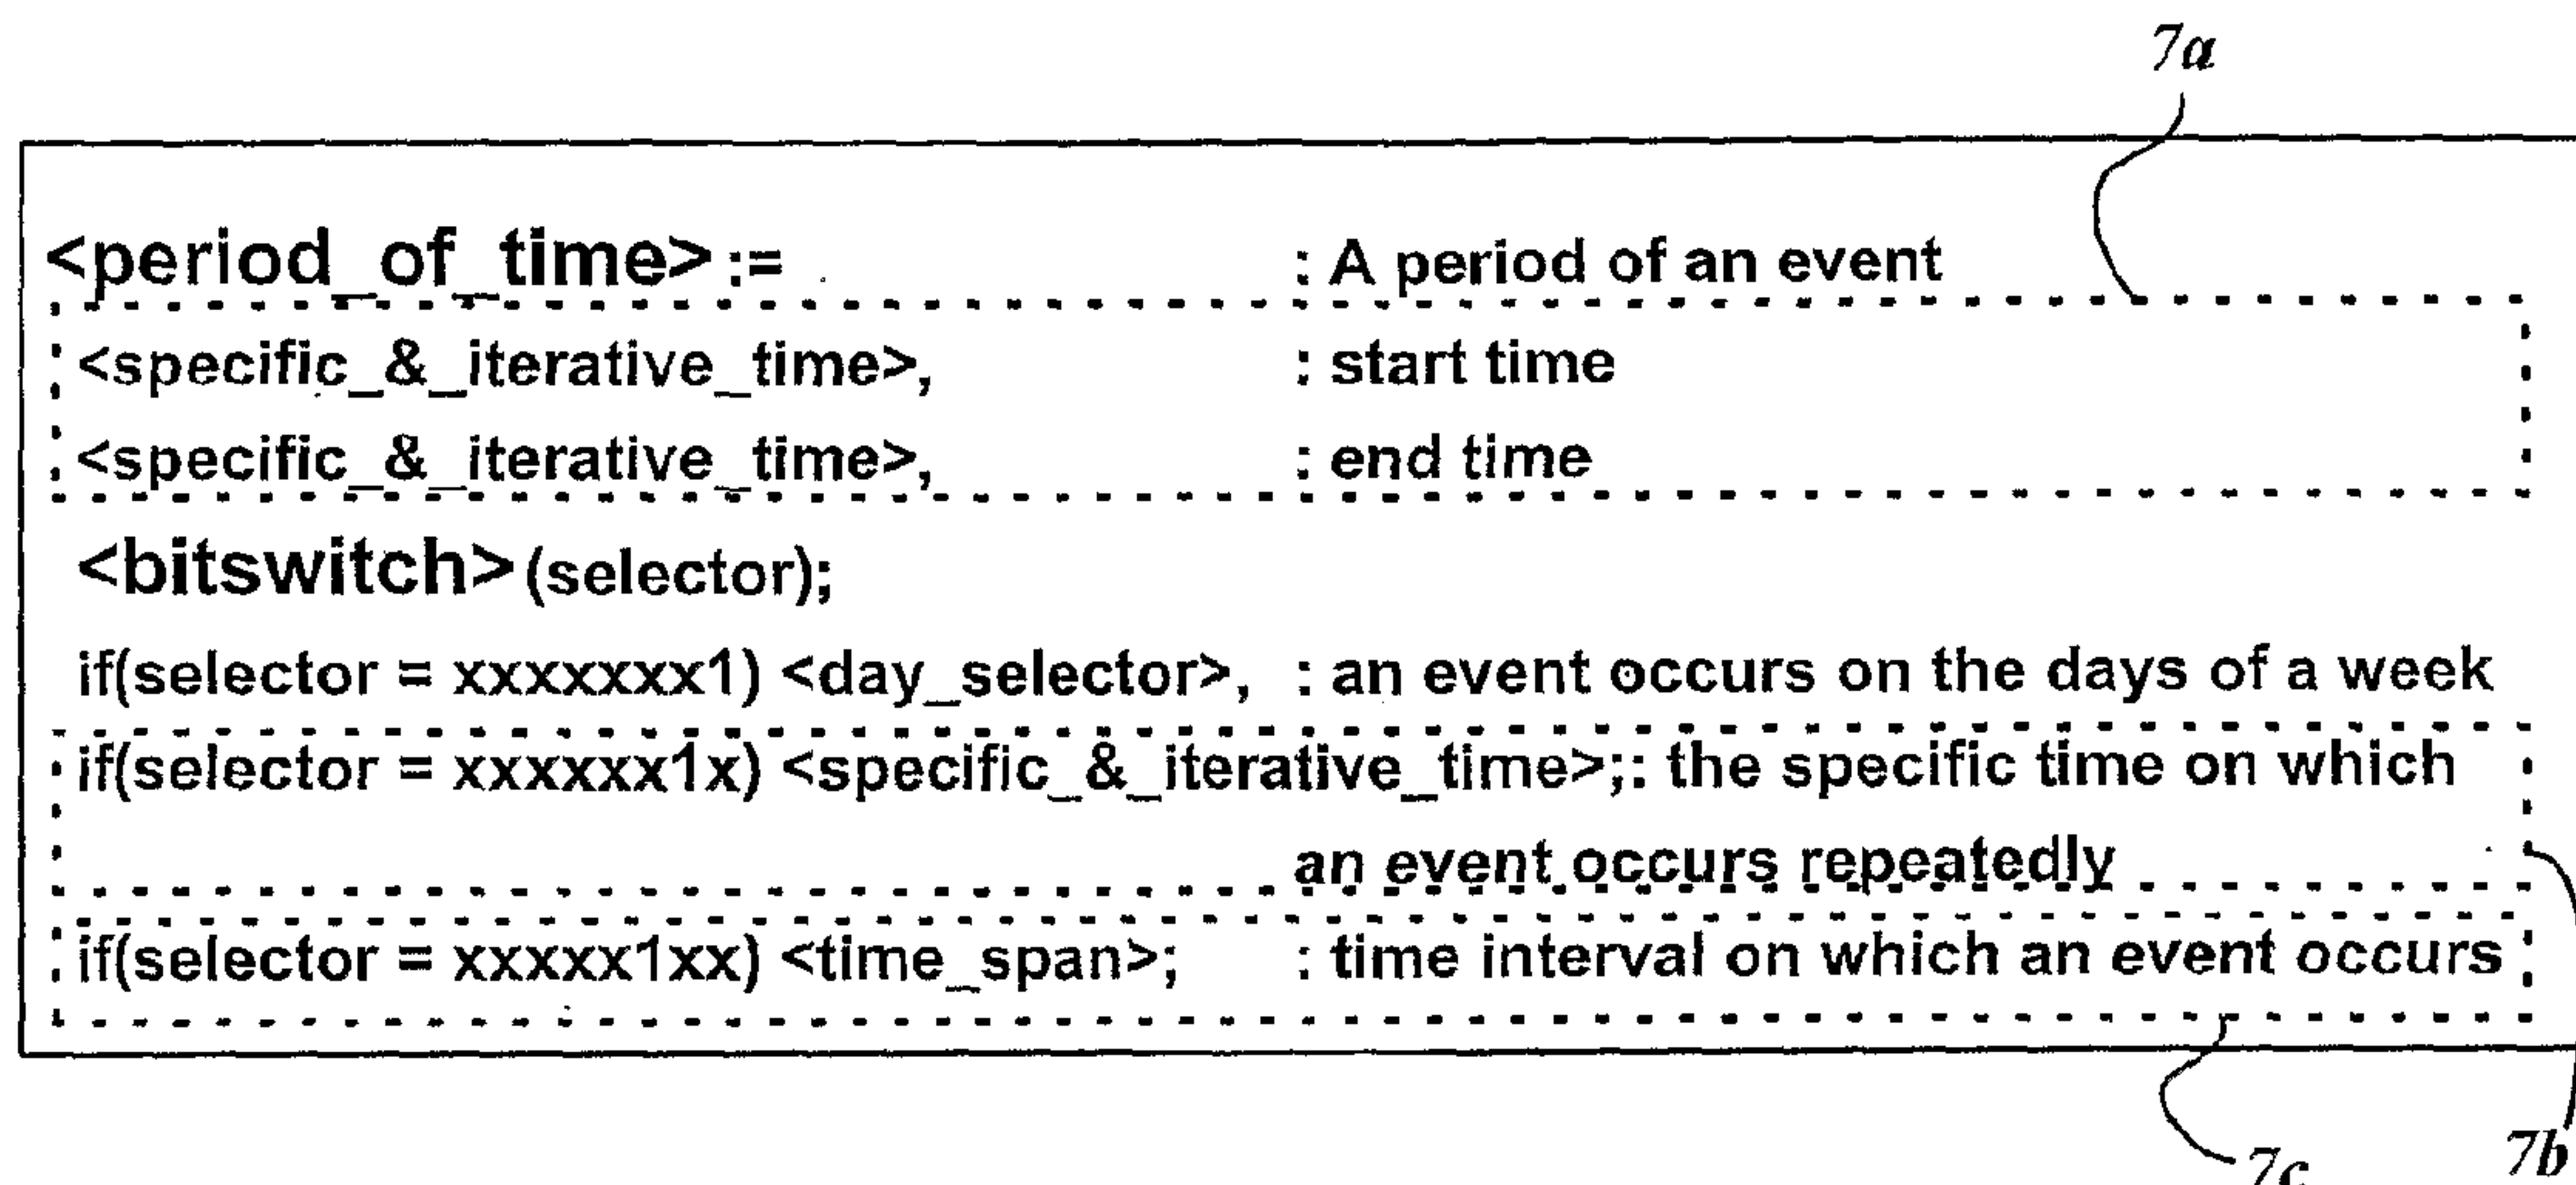 7a
<period_of_time> := : A period of an event
<specific_&_iterative_time>, : start time
<specific_&_iterative_time>, : end time
<bitswitch> (selector);
if(selector = xxxxxxx1) <day_selector>, : an event occurs on the days of a week
if(selector = xxxxxx1x) <specific_&_iterative_time>;: the specific time on which
an event occurs repeatedly
if(selector = xxxxx1xx) <time_span>; : time interval on which an event occurs
7b
7c